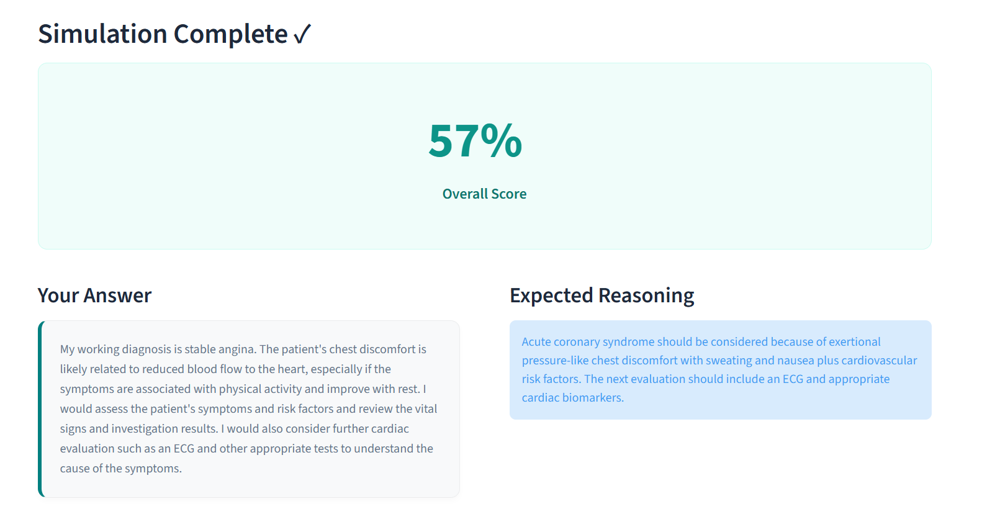 Simulation Complete ✓
57%
Overall Score
Your Answer
My working diagnosis is stable angina. The patient's chest discomfort is
likely related to reduced blood flow to the heart, especially if the
symptoms are associated with physical activity and improve with rest. I
would assess the patient's symptoms and risk factors and review the vital
signs and investigation results. I would also consider further cardiac
evaluation such as an ECG and other appropriate tests to understand the
cause of the symptoms.
Expected Reasoning
Acute coronary syndrome should be considered because of exertional
pressure-like chest discomfort with sweating and nausea plus cardiovascular
risk factors. The next evaluation should include an ECG and appropriate
cardiac biomarkers.